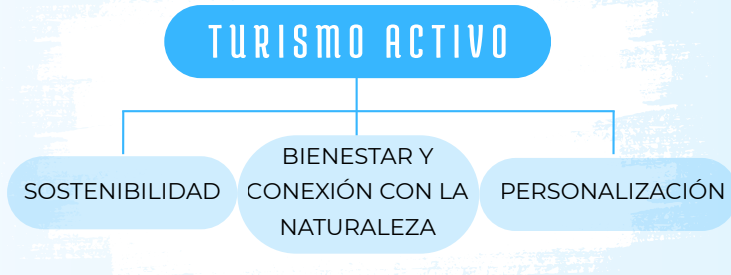 TURISMO ACTIVO
SOSTENIBILIDAD
BIENESTAR Y
CONEXIÓN CON LA
NATURALEZA
PERSONALIZACIÓN